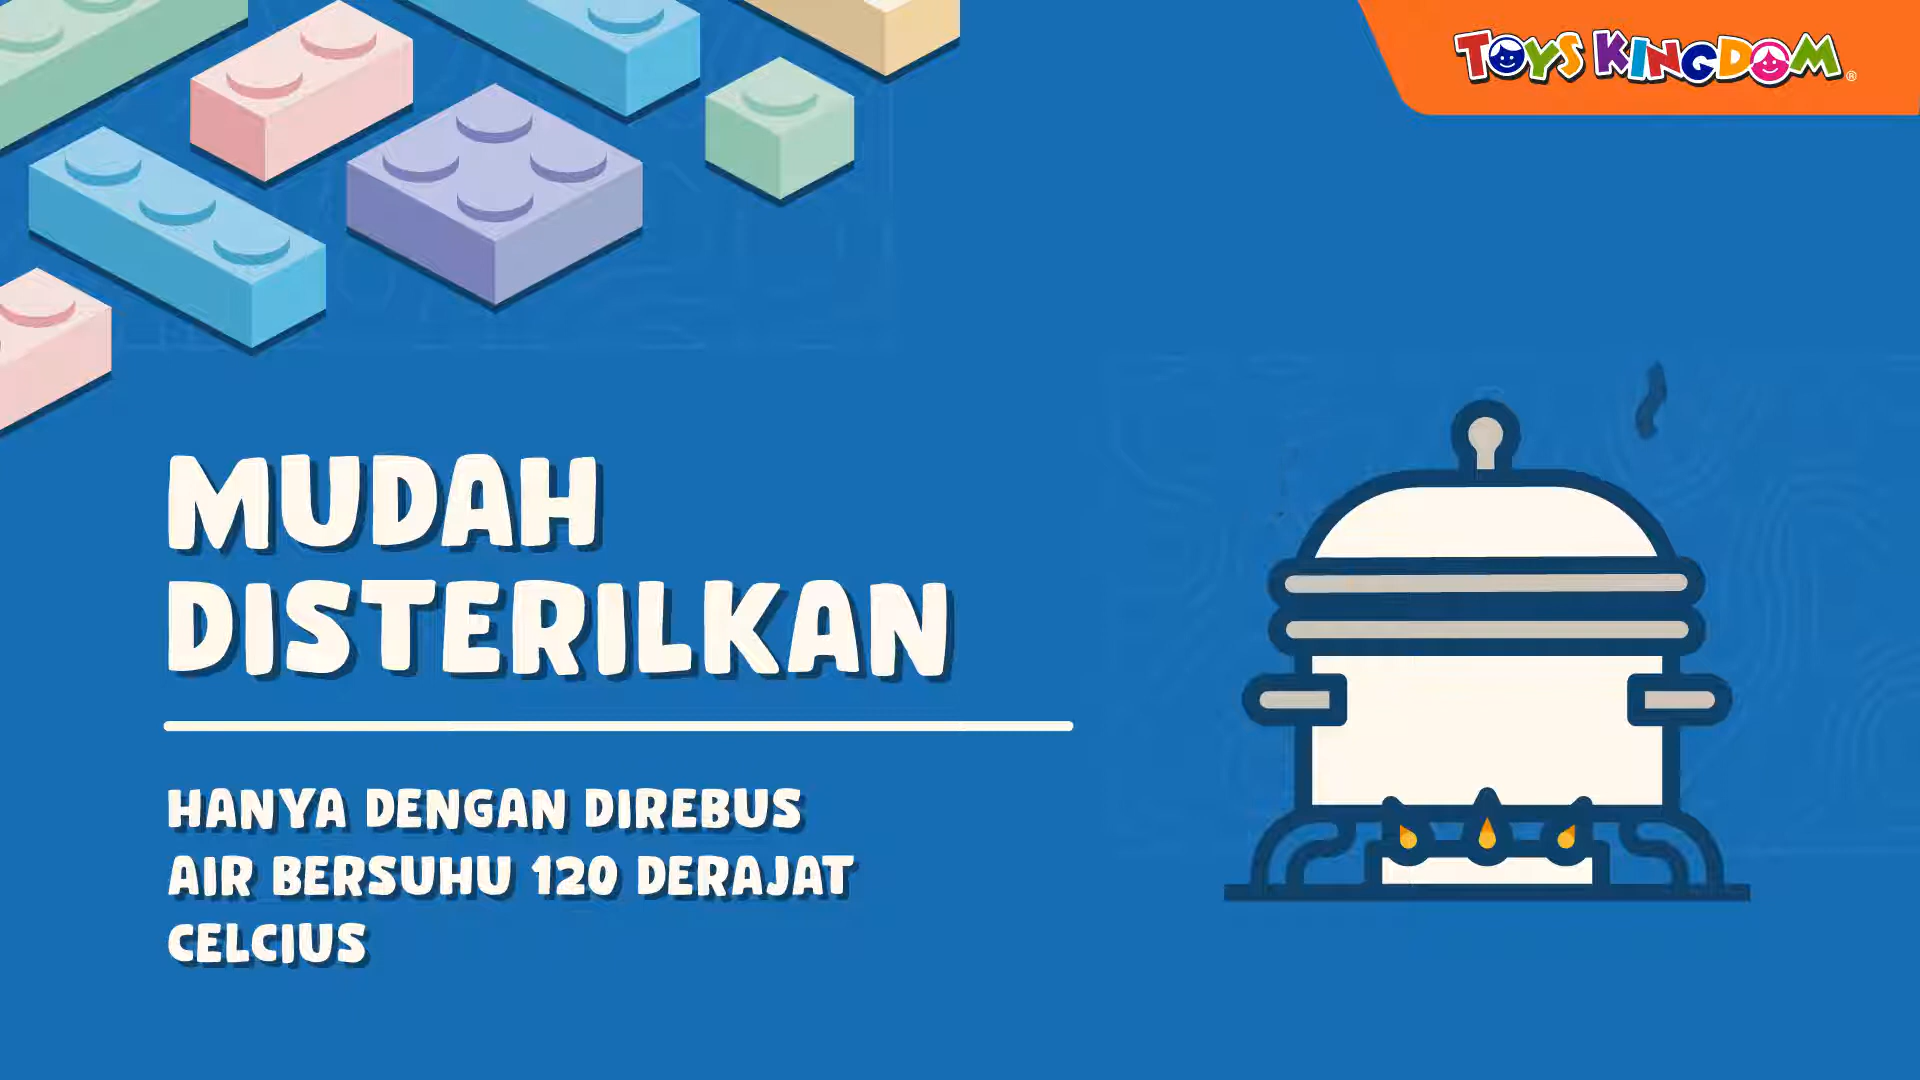 TOYS KINGDOM
MUDAH
DISTERILKAN
HANYA DENGAN DIREBUS
AIR BERSUHU 120 DERAJAT
CELCIUS